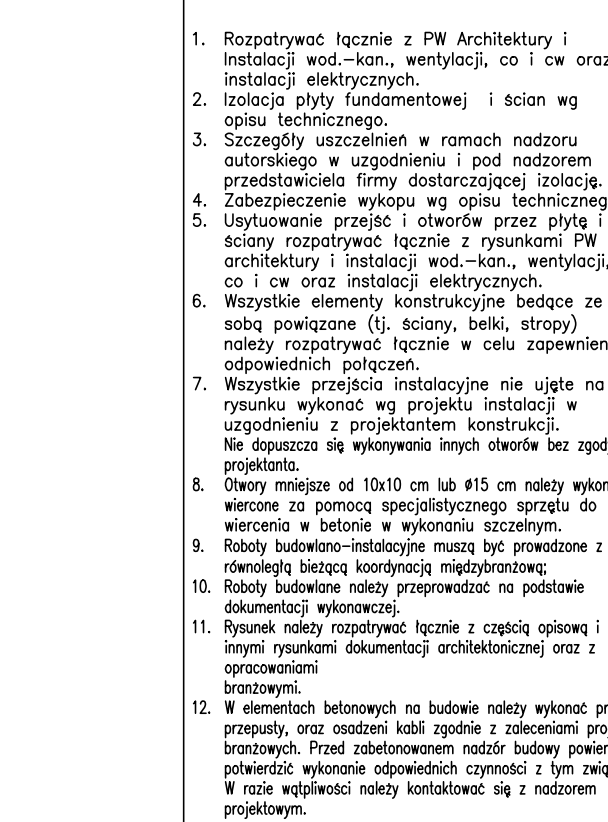 1. Rozpatrywać łącznie z PW Architektury i
Instalacji wod.-kan., wentylacji, co i cw oraz
instalacji elektrycznych.
2. Izolacja płyty fundamentowej i ścian wg
opisu technicznego.
3. Szczegóły uszczelnień w ramach nadzoru
autorskiego w uzgodnieniu i pod nadzorem
przedstawiciela firmy dostarczającej izolację.
4. Zabezpieczenie wykopu wg opisu techniczneg
5. Usytuowanie przejść i otworów przez płytę i
ściany rozpatrywać łącznie z rysunkami PW
architektury i instalacji wod.-kan., wentylacji,
co i cw oraz instalacji elektrycznych.
6. Wszystkie elementy konstrukcyjne bedące ze
sobą powiązane (tj. ściany, belki, stropy)
należy rozpatrywać łącznie w celu zapewnien
odpowiednich połączeń.
7. Wszystkie przejścia instalacyjne nie ujęte na
rysunku wykonać wg projektu instalacji w
uzgodnieniu z projektantem konstrukcji.
Nie dopuszcza się wykonywania innych otworów bez zgod
projektanta.
8. Otwory mniejsze od 10x10 cm lub ø15 cm należy wykon
wiercone za pomocą specjalistycznego sprzętu do
wiercenia w betonie w wykonaniu szczelnym.
9. Roboty budowlano-instalacyjne muszą być prowadzone z
równoległą bieżącą koordynacją międzybranżową;
10. Roboty budowlane należy przeprowadzać na podstawie
dokumentacji wykonawczej.
11. Rysunek należy rozpatrywać łącznie z częścią opisową i
innymi rysunkami dokumentacji architektonicznej oraz z
opracowaniami
branżowymi.
12. W elementach betonowych na budowie należy wykonać pr
przepusty, oraz osadzeni kabli zgodnie z zaleceniami pro
branżowych. Przed zabetonowanem nadzór budowy powier
potwierdzić wykonanie odpowiednich czynności z tym zwią
W razie wątpliwości należy kontaktować się z nadzorem
projektowym.